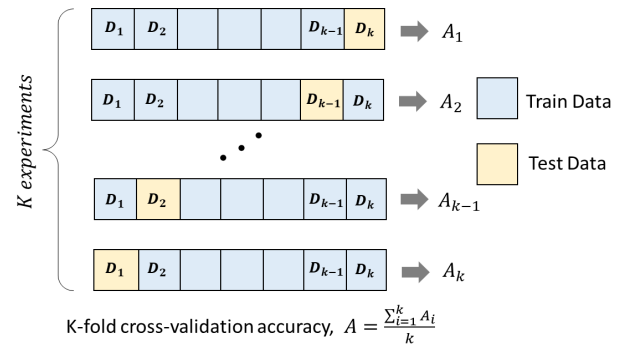 D₁ D₂ Dₖ₋₁ Dₖ A₁
D₁ D₂ Dₖ₋₁ Dₖ A₂
Train Data
Test Data
K experiments
D₁ D₂ Dₖ₋₁ Dₖ Aₖ₋₁
D₁ D₂ Dₖ₋₁ Dₖ Aₖ
K-fold cross-validation accuracy, A = ∑ᵢ₌₁ᵏ Aᵢ / k